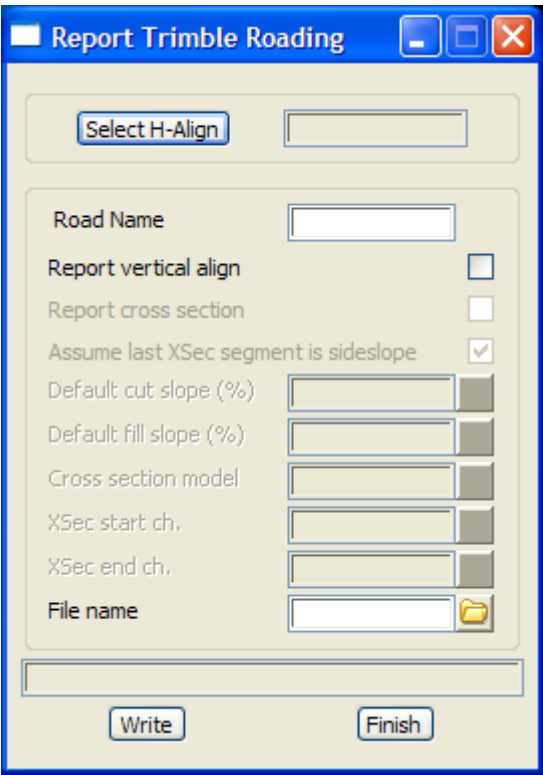 Report Trimble Roading
Select H-Align
Road Name
Report vertical align
Report cross section
Assume last XSec segment is sideslope
Default cut slope (%)
Default fill slope (%)
Cross section model
XSec start ch.
XSec end ch.
File name
Write Finish